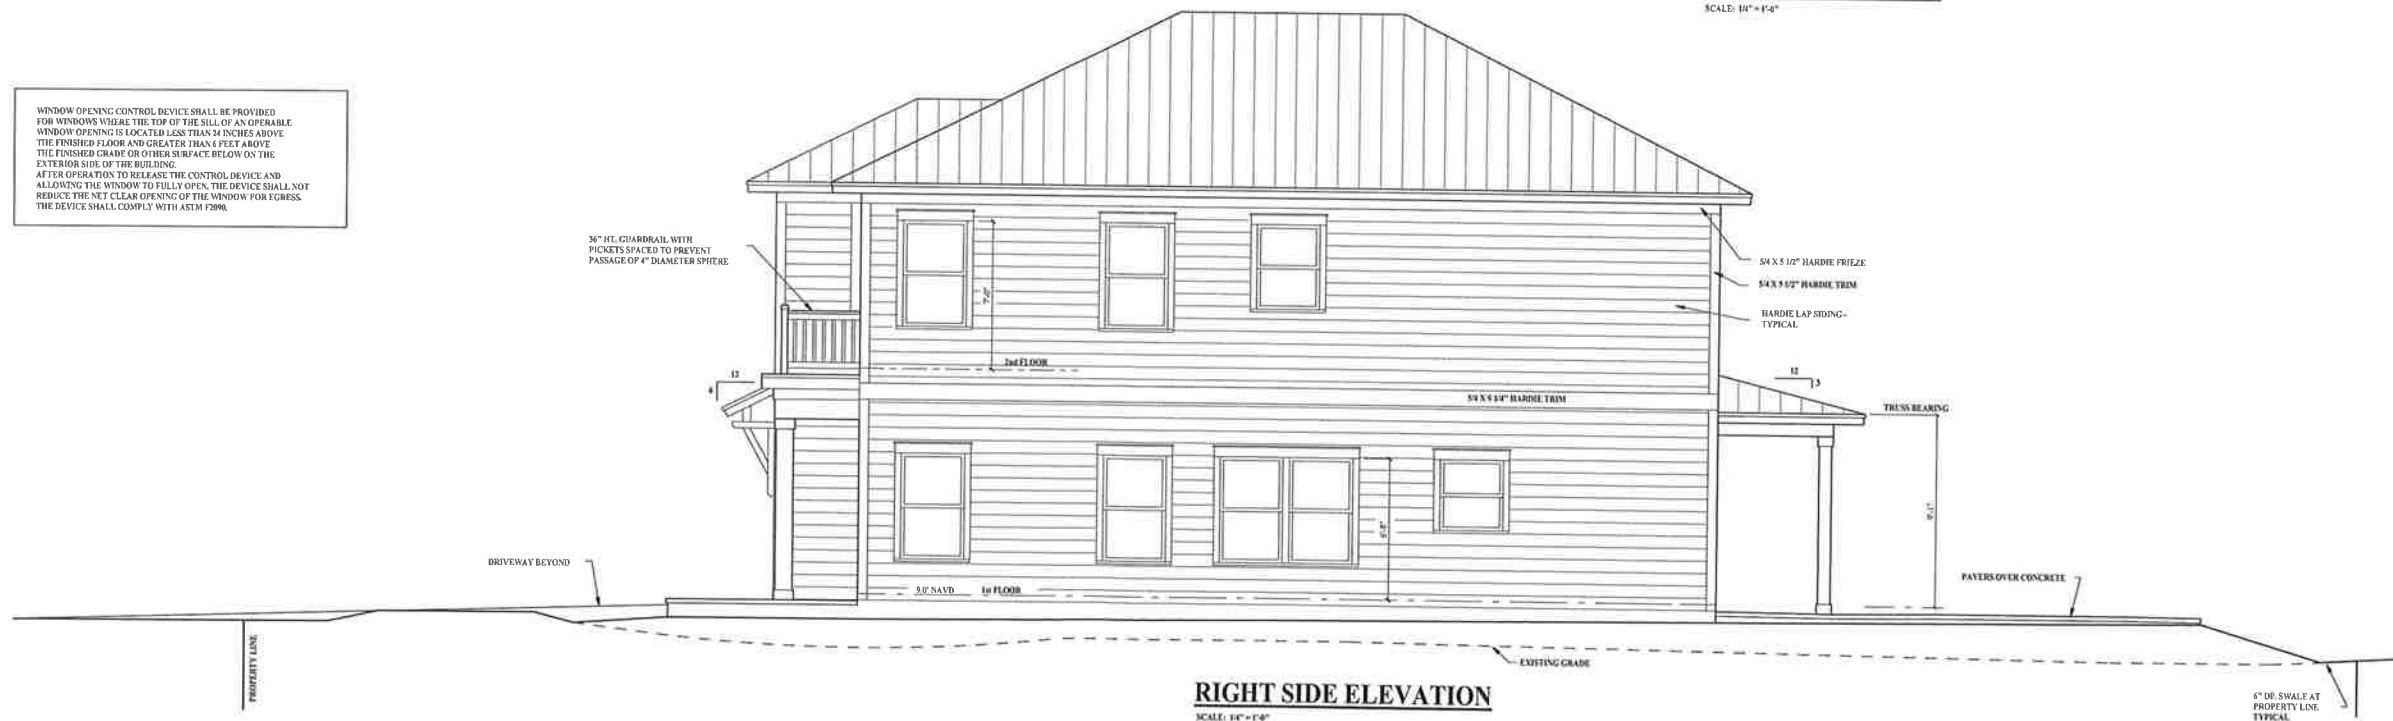 SCALE: 1/4" = 1'-0"
WINDOW OPENING CONTROL DEVICE SHALL BE PROVIDED
FOR WINDOWS WHERE THE TOP OF THE SILL OF AN OPERABLE
WINDOW OPENING IS LOCATED LESS THAN 24 INCHES ABOVE
THE FINISHED FLOOR AND GREATER THAN 6 FEET ABOVE
THE FINISHED GRADE OR OTHER SURFACE BELOW ON THE
EXTERIOR SIDE OF THE BUILDING.
AFTER OPERATION TO RELEASE THE CONTROL DEVICE AND
ALLOWING THE WINDOW TO FULLY OPEN, THE DEVICE SHALL NOT
REDUCE THE NET CLEAR OPENING OF THE WINDOW FOR EGRESS.
THE DEVICE SHALL COMPLY WITH ASTM F2090.
36" HT. GUARDRAIL WITH
PICKETS SPACED TO PREVENT
PASSAGE OF 4" DIAMETER SPHERE
5/4 X 5 1/2" HARDIE FRIEZE
5/4 X 5 1/2" HARDIE TRIM
HARDIE LAP SIDING-
TYPICAL
7'-0"
2nd FLOOR
12
6
12
3
5/4 X 9 1/4" HARDIE TRIM
TRUSS BEARING
6'-8"
9'-1"
DRIVEWAY BEYOND
9.0' NAVD
1st FLOOR
PAVERS OVER CONCRETE
PROPERTY LINE
EXISTING GRADE
RIGHT SIDE ELEVATION
SCALE: 1/4" = 1'-0"
6" DP. SWALE AT
PROPERTY LINE
TYPICAL